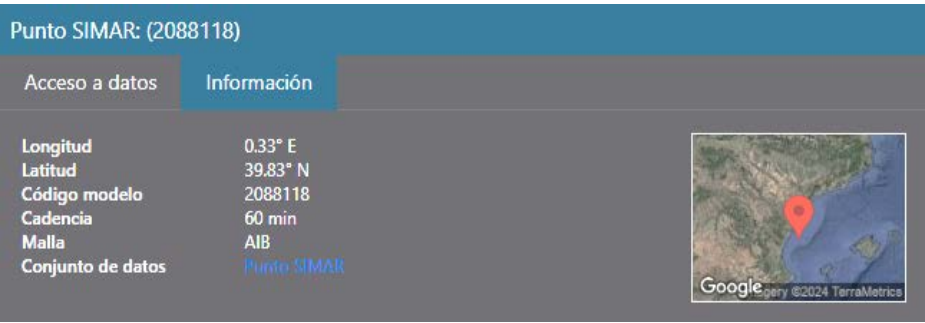 Punto SIMAR: (2088118)
Acceso a datos Información
Longitud 0.33° E
Latitud 39.83° N
Código modelo 2088118
Cadencia 60 min
Malla AIB
Conjunto de datos Punto SIMAR
Google ©2024 TerraMetrics